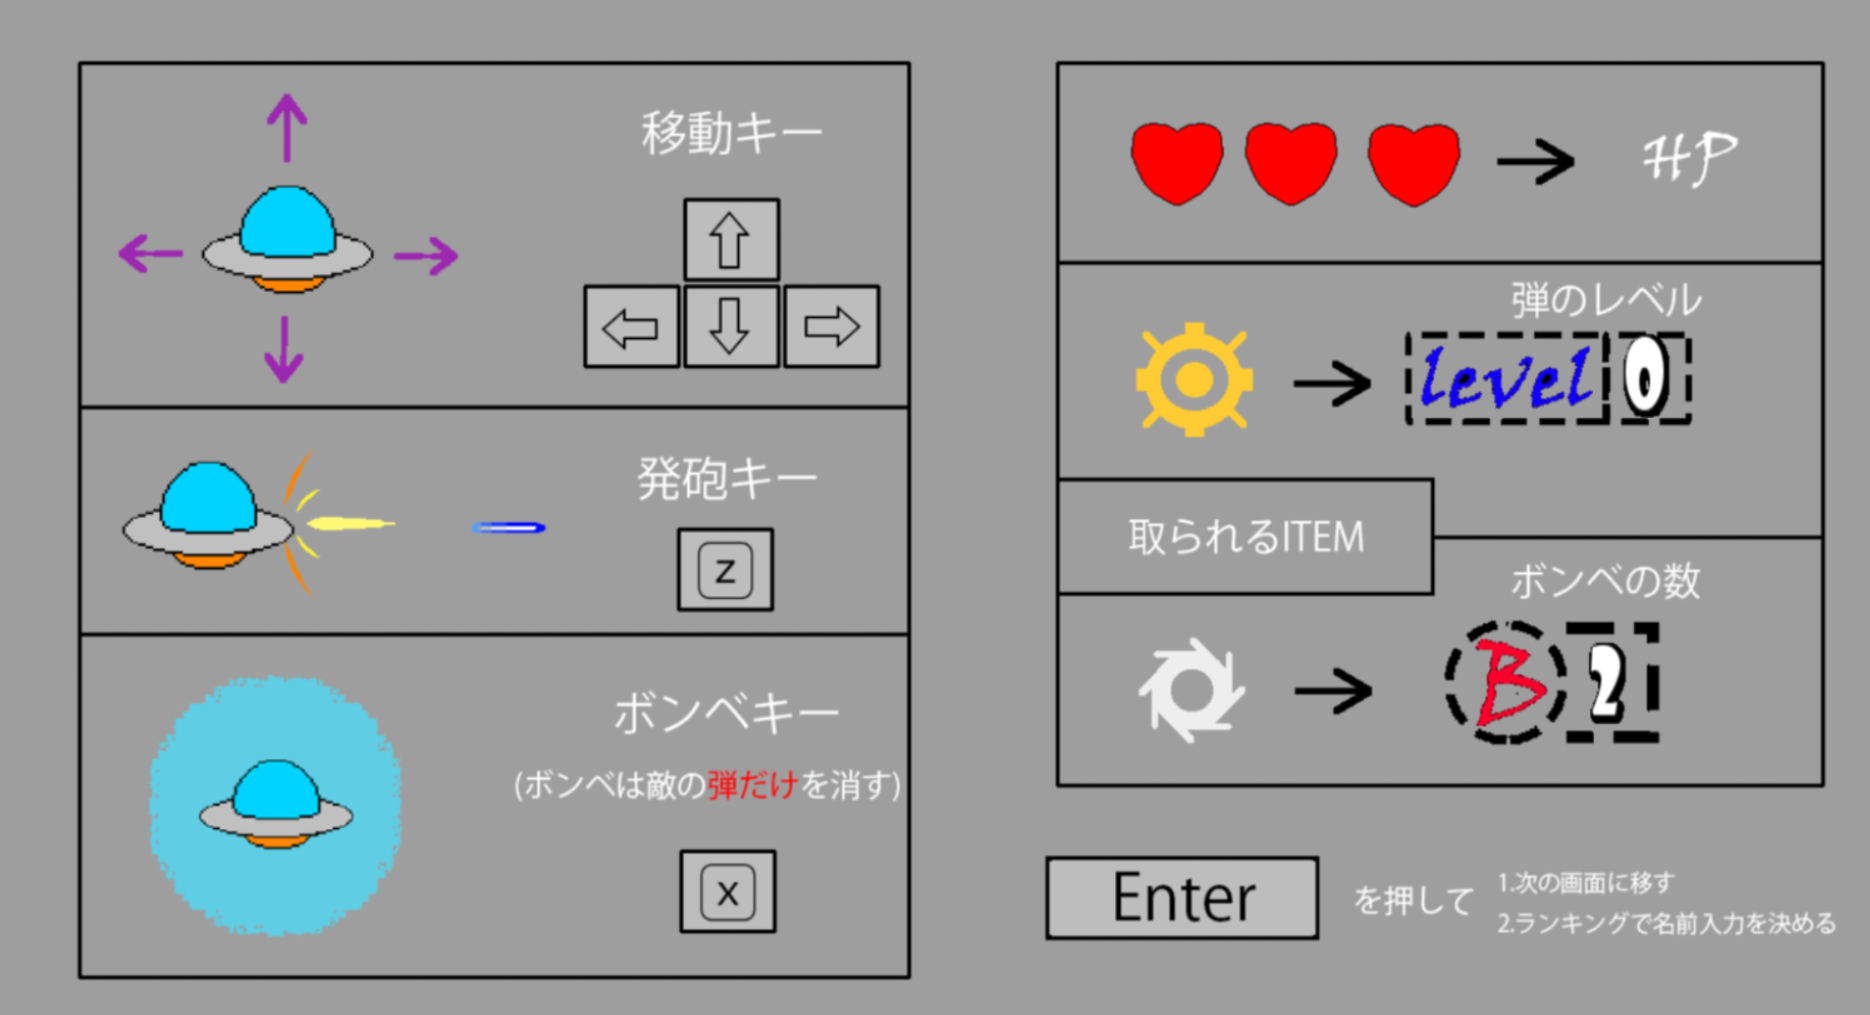 移動キー
発砲キー
z
ボンベキー
(ボンベは敵の弾だけを消す)
x
HP
弾のレベル
level 0
取られるITEM
ボンベの数
B 2
Enter を押して
1.次の画面に移す
2.ランキングで名前入力を決める